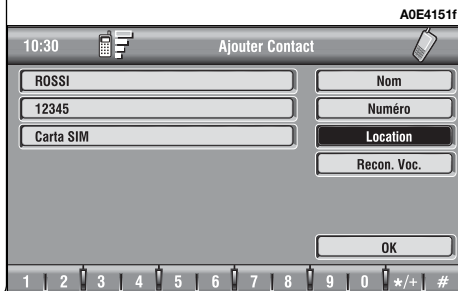 A0E4151f
10:30 Ajouter Contact
ROSSI Nom
12345 Numéro
Carta SIM Location
Recon. Voc.
OK
1 2 3 4 5 6 7 8 9 0 */+ #